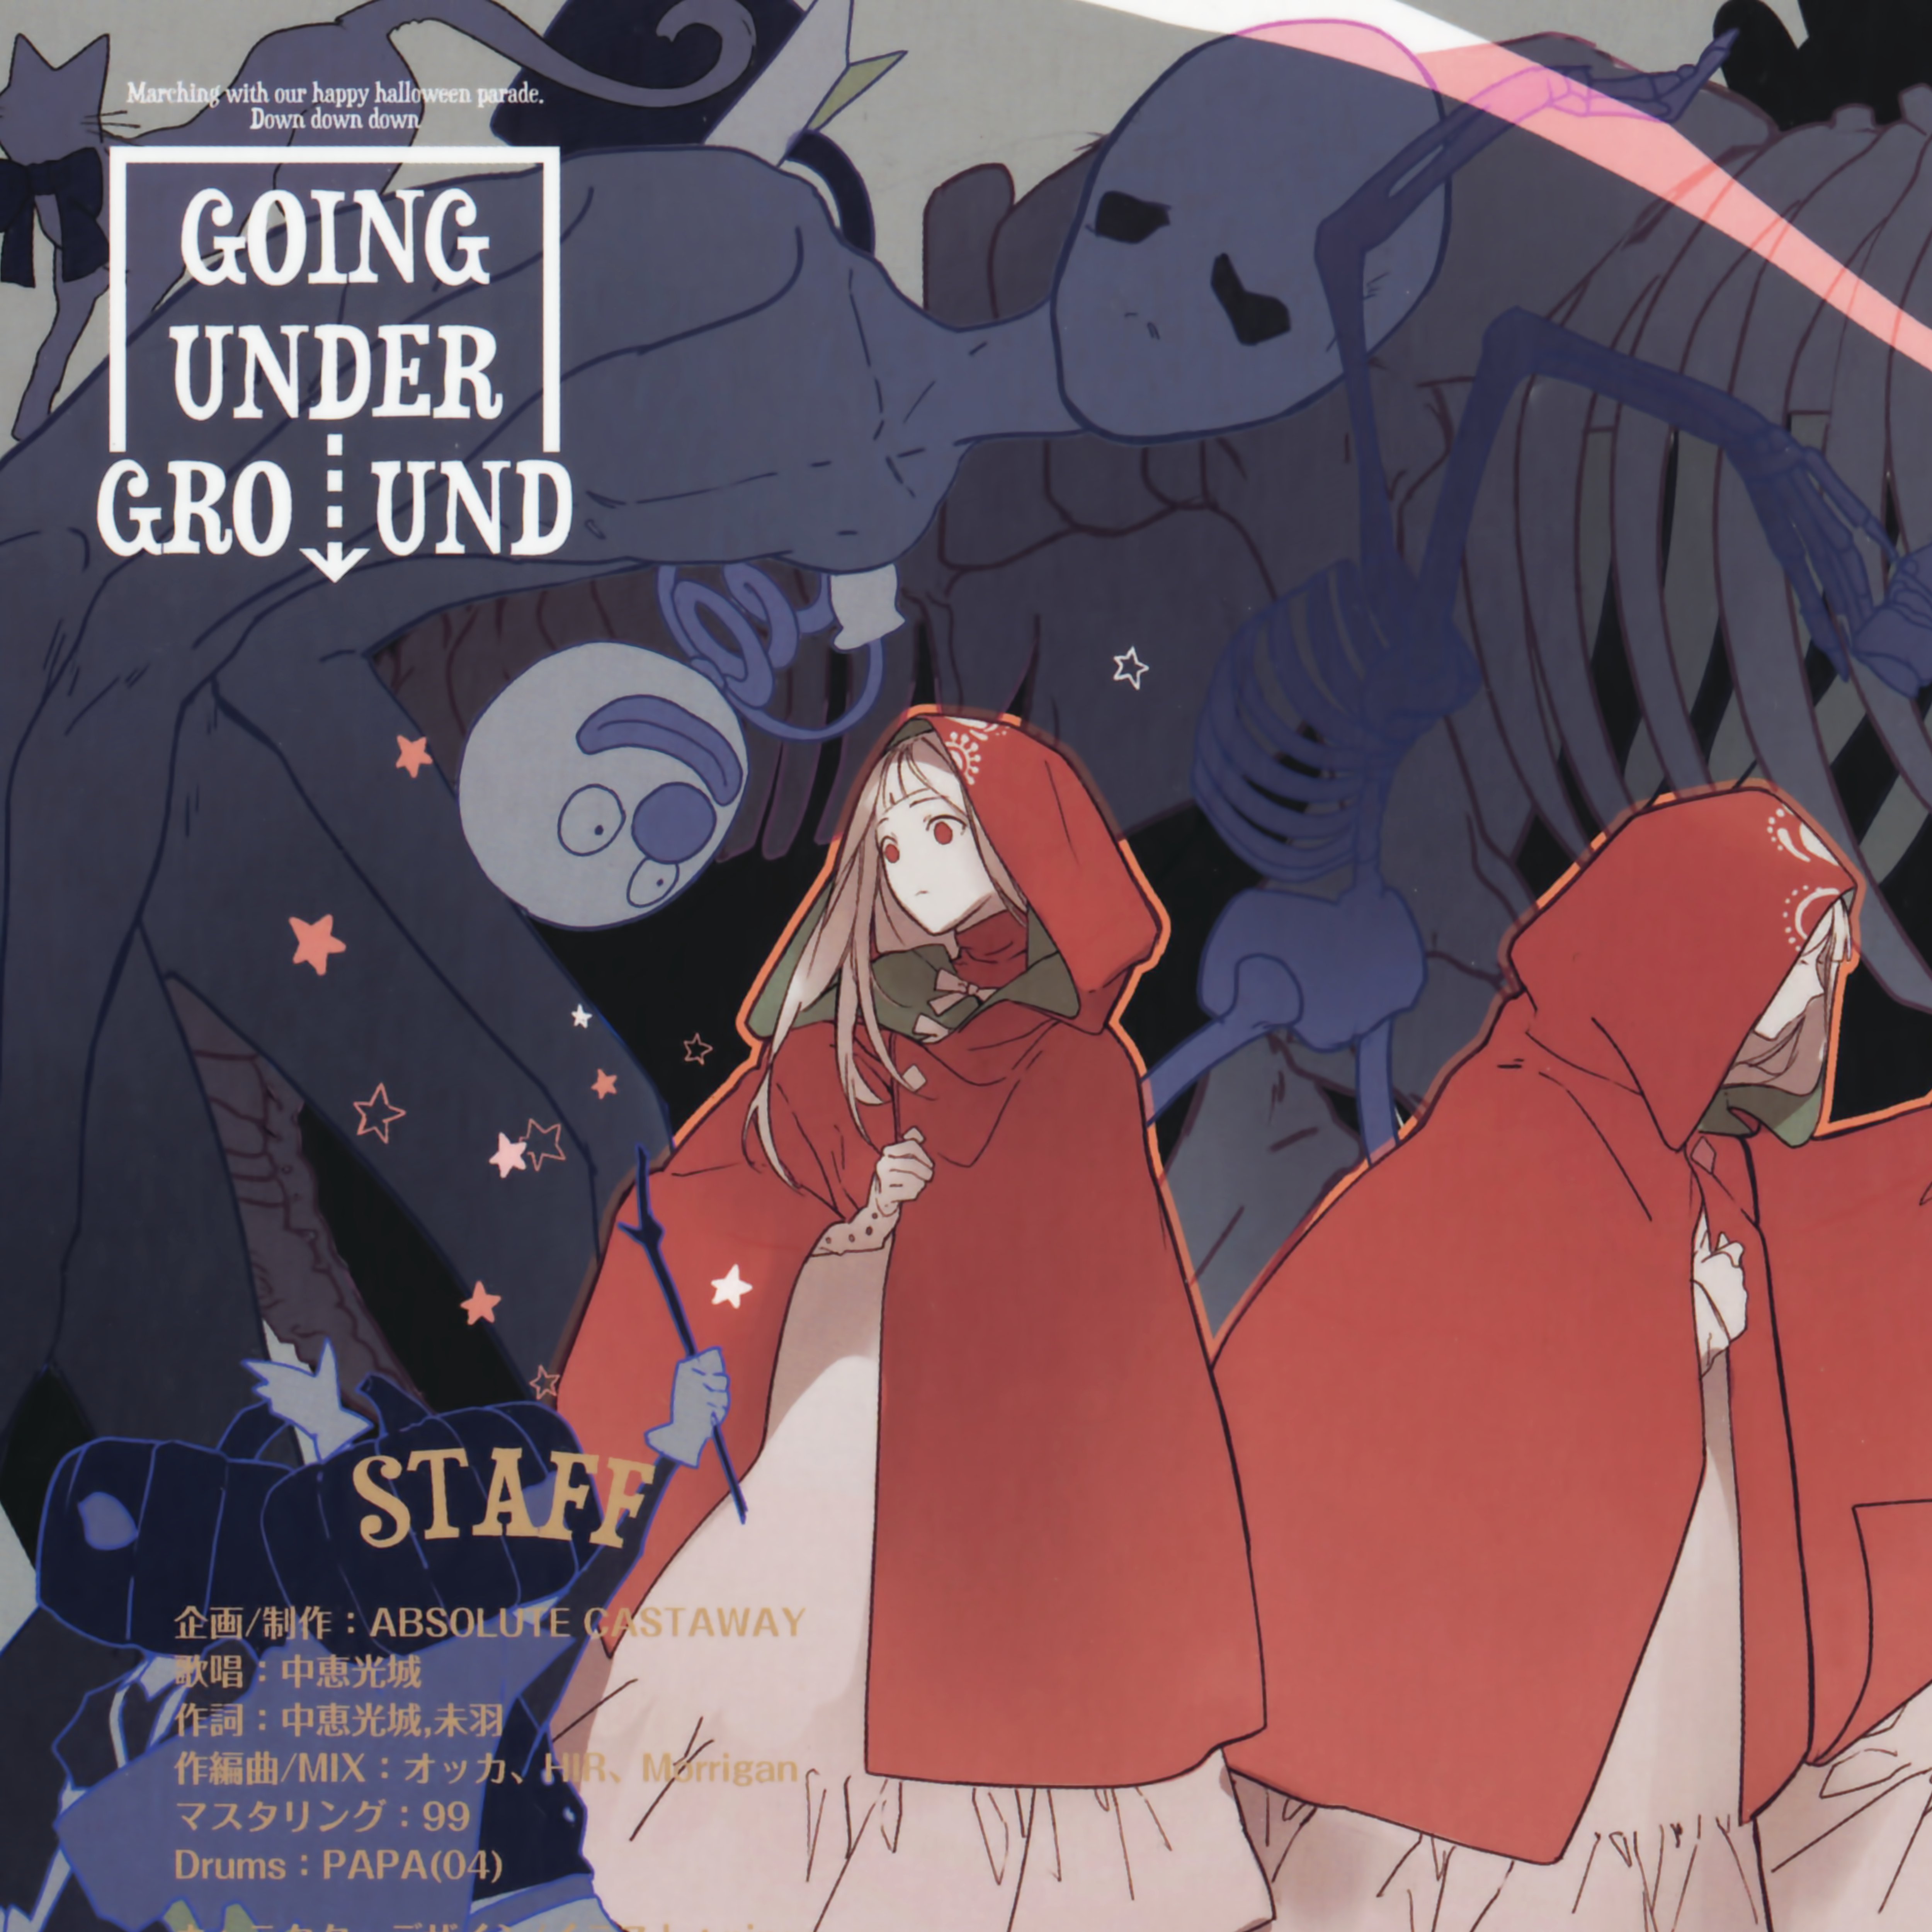 Marching with our happy halloween parade.
Down down down
GOING
UNDER
GROUND
STAFF
企画/制作：ABSOLUTE CASTAWAY
歌唱：中恵光城
作詞：中恵光城,未羽
作編曲/MIX：オッカ、HIR、Morrigan
マスタリング：99
Drums：PAPA(04)